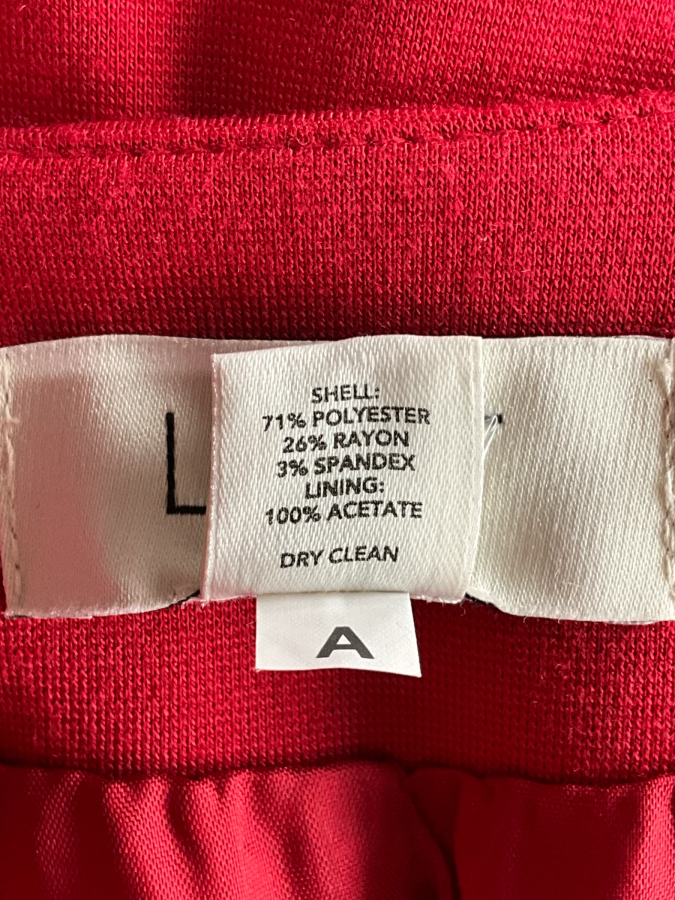 SHELL:
71% POLYESTER
26% RAYON
3% SPANDEX
LINING:
100% ACETATE
DRY CLEAN
A